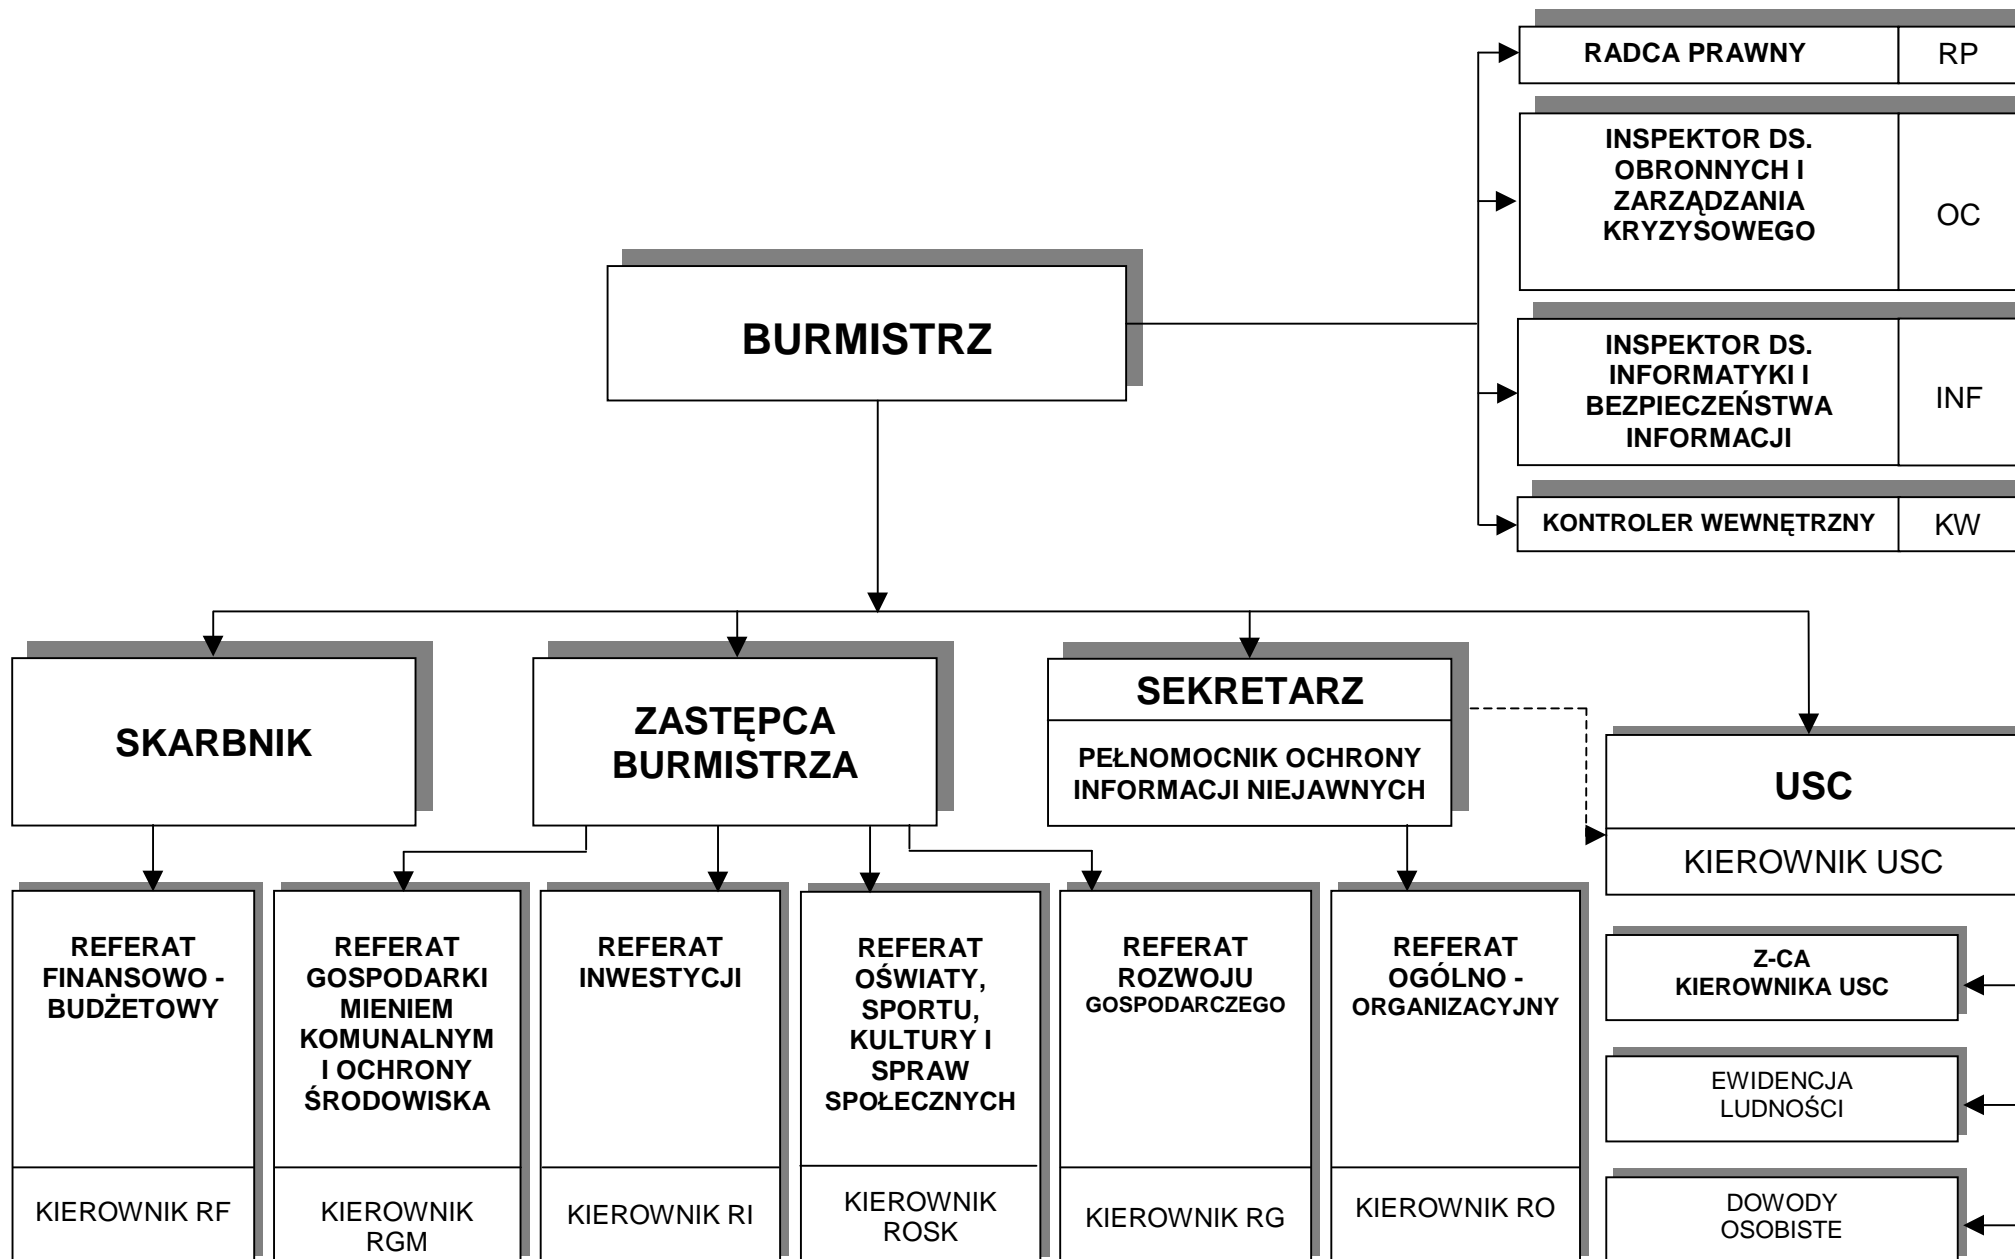 RADCA PRAWNY RP
INSPEKTOR DS.
OBRONNYCH I
ZARZĄDZANIA
KRYZYSOWEGO
OC
BURMISTRZ
INSPEKTOR DS.
INFORMATYKI I
BEZPIECZEŃSTWA
INFORMACJI
INF
KONTROLER WEWNĘTRZNY KW
SKARBNIK
ZASTĘPCA
BURMISTRZA
SEKRETARZ
PEŁNOMOCNIK OCHRONY
INFORMACJI NIEJAWNYCH
USC
KIEROWNIK USC
REFERAT
FINANSOWO -
BUDŻETOWY
KIEROWNIK RF
REFERAT
GOSPODARKI
MIENIEM
KOMUNALNYM
I OCHRONY
ŚRODOWISKA
KIEROWNIK
RGM
REFERAT
INWESTYCJI
KIEROWNIK RI
REFERAT
OŚWIATY,
SPORTU,
KULTURY I
SPRAW
SPOŁECZNYCH
KIEROWNIK
ROSK
REFERAT
ROZWOJU
GOSPODARCZEGO
KIEROWNIK RG
REFERAT
OGÓLNO -
ORGANIZACYJNY
KIEROWNIK RO
Z-CA
KIEROWNIKA USC
EWIDENCJA
LUDNOŚCI
DOWODY
OSOBISTE